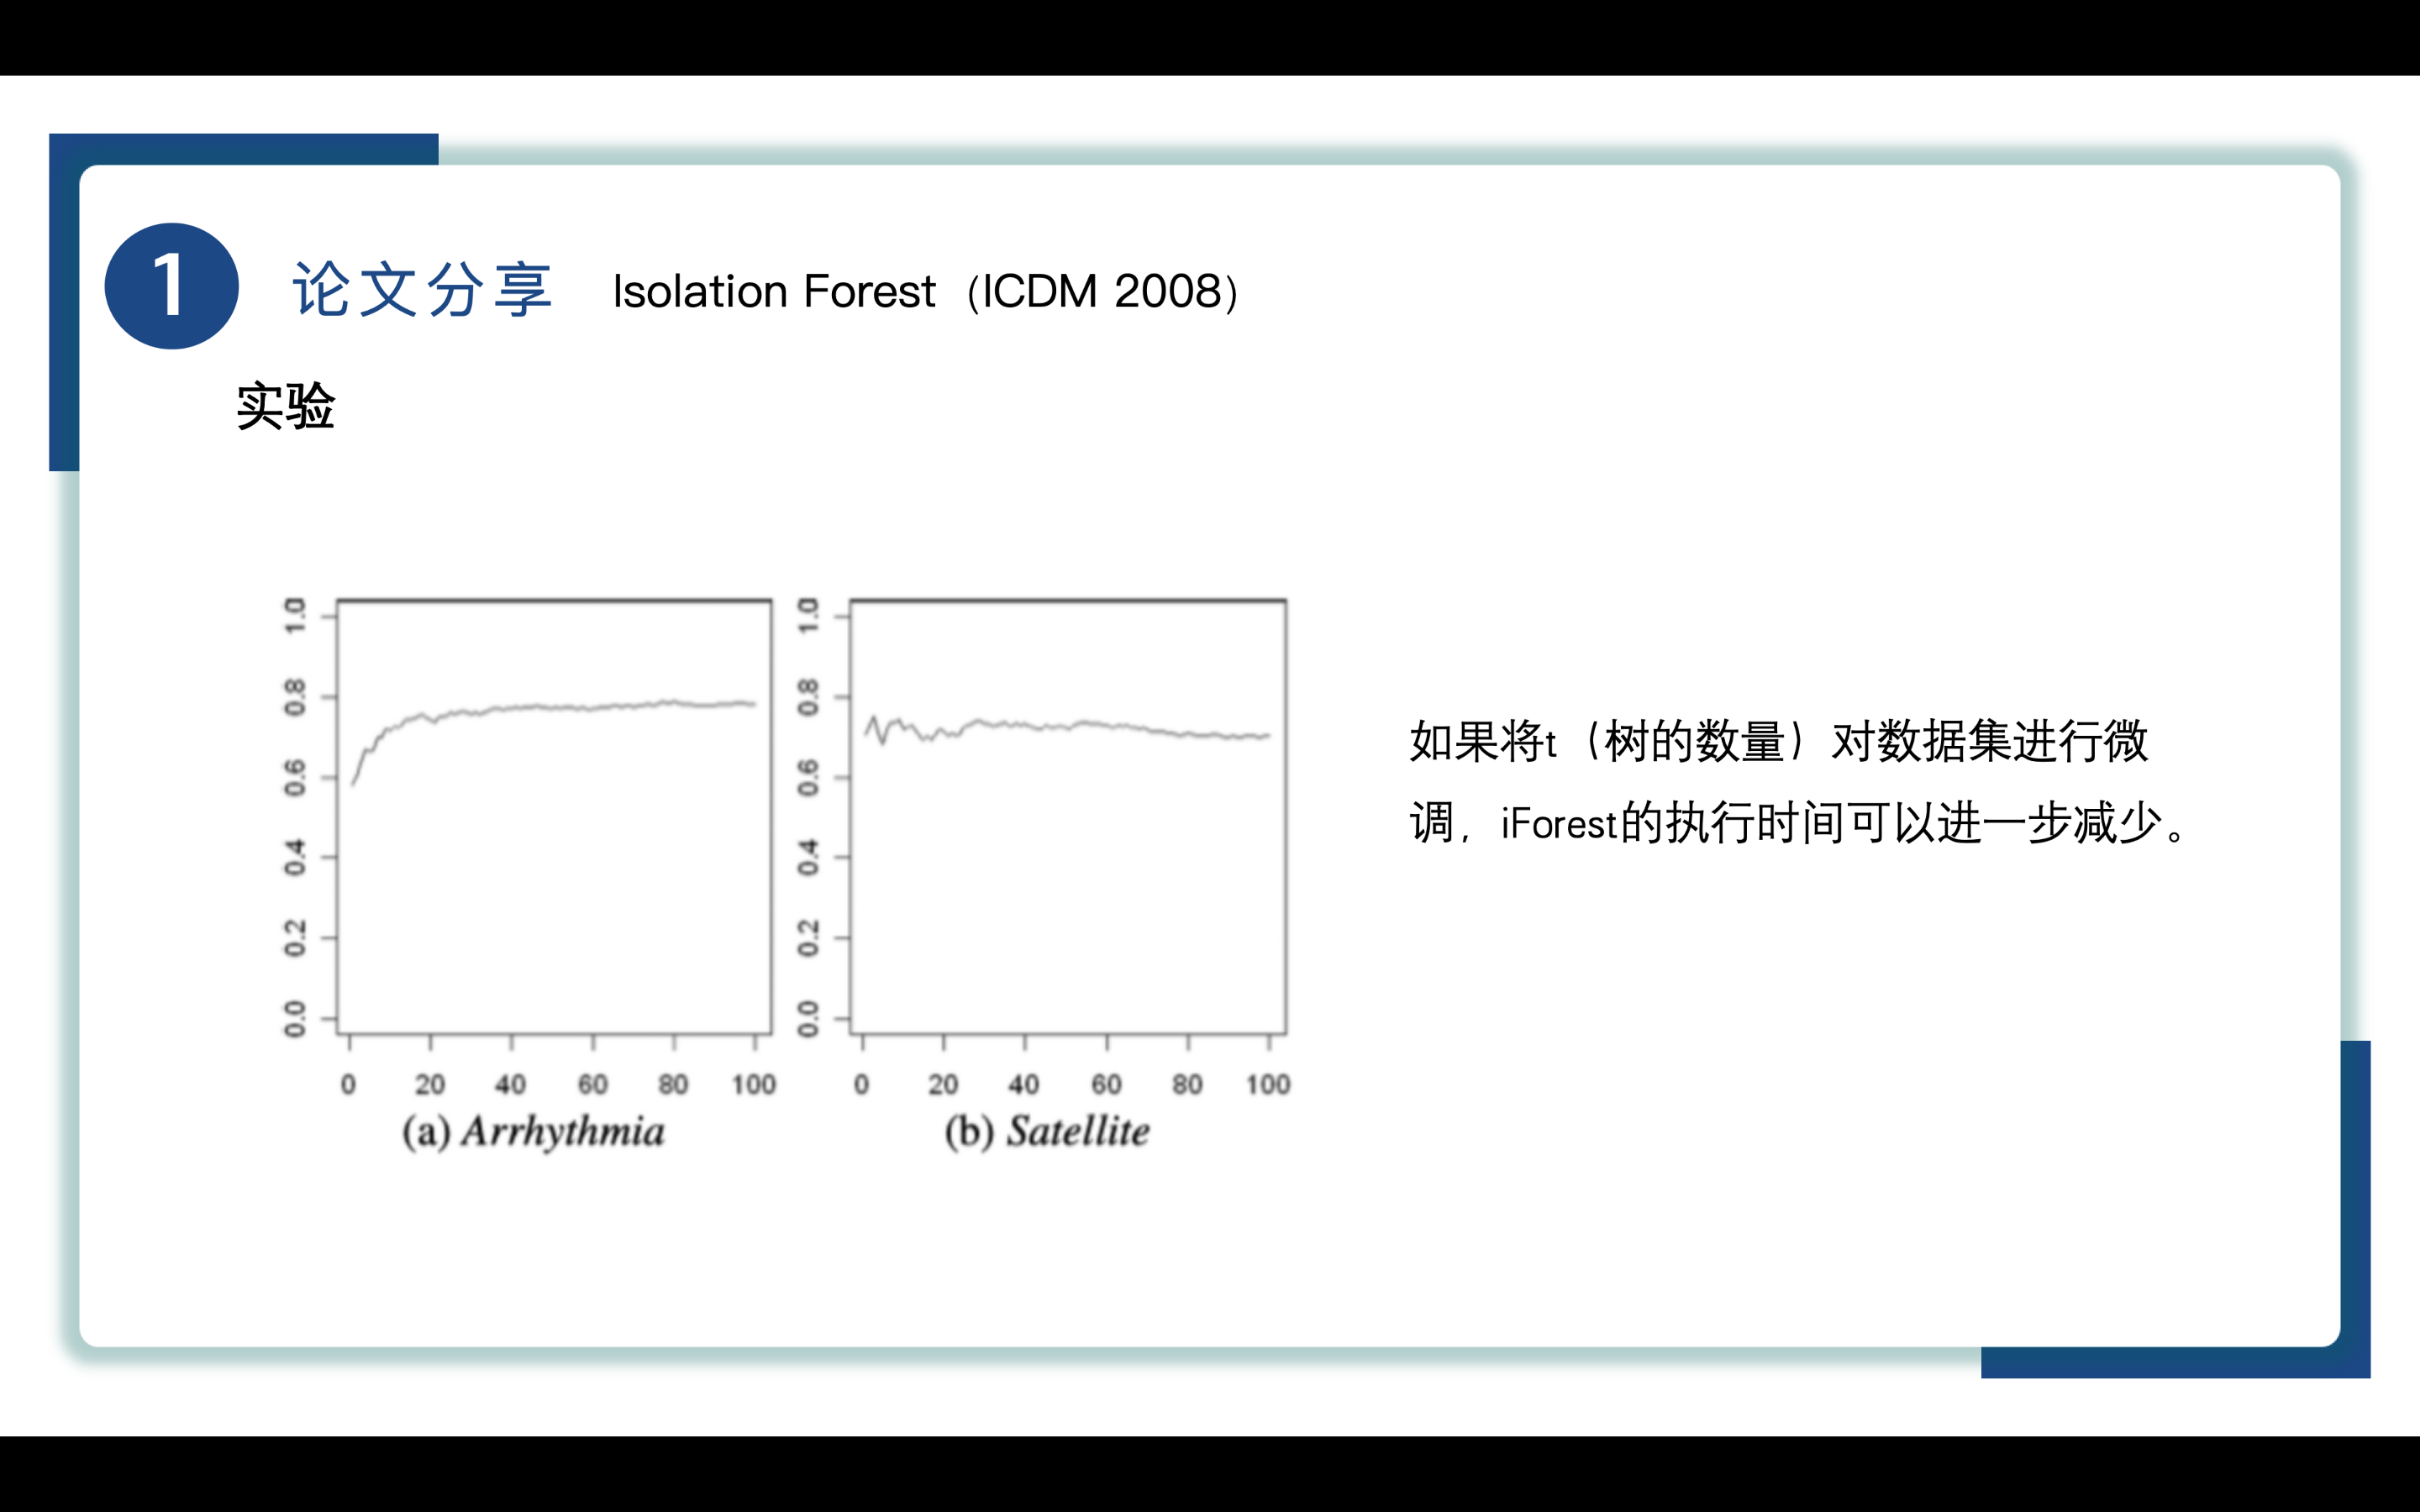 1
论文分享 Isolation Forest（ICDM 2008）
实验
1.0
0.8
0.6
0.4
0.2
0.0
0 20 40 60 80 100
(a) Arrhythmia
1.0
0.8
0.6
0.4
0.2
0.0
0 20 40 60 80 100
(b) Satellite
如果将t（树的数量）对数据集进行微
调，iForest的执行时间可以进一步减少。